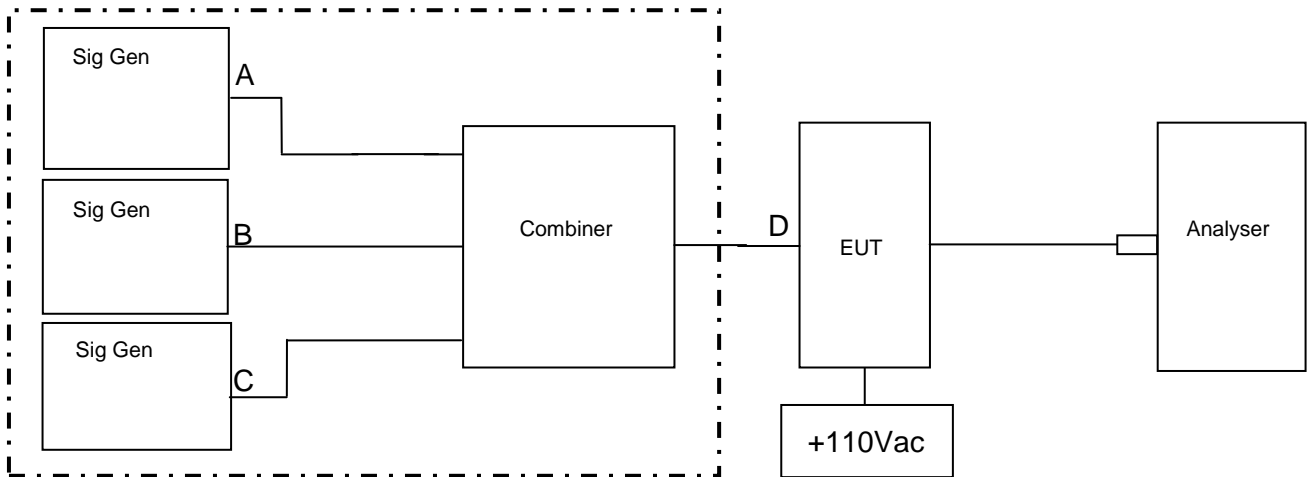 Sig Gen
A
Sig Gen
B
Sig Gen
C
Combiner
D
EUT
Analyser
+110Vac